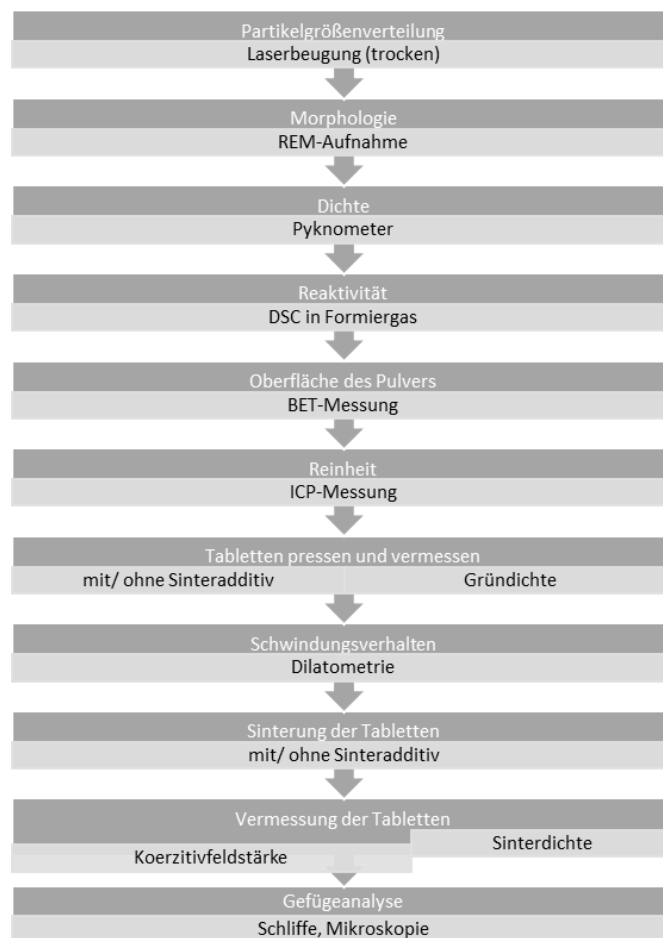 Partikelgrößenverteilung
Laserbeugung (trocken)
Morphologie
REM-Aufnahme
Dichte
Pyknometer
Reaktivität
DSC in Formiergas
Oberfläche des Pulvers
BET-Messung
Reinheit
ICP-Messung
Tabletten pressen und vermessen
mit/ ohne Sinteradditiv
Gründichte
Schwindungsverhalten
Dilatometrie
Sinterung der Tabletten
mit/ ohne Sinteradditiv
Vermessung der Tabletten
Koerzitivfeldstärke
Sinterdichte
Gefügeanalyse
Schliffe, Mikroskopie